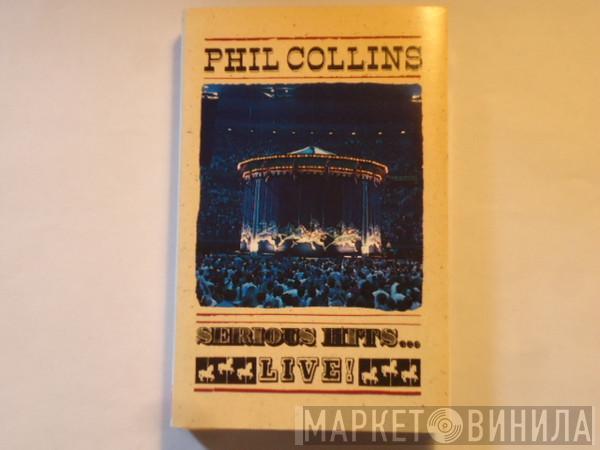 PHIL COLLINS
SERIOUS HITS...
LIVE!
МАРКЕТ ВИНИЛА